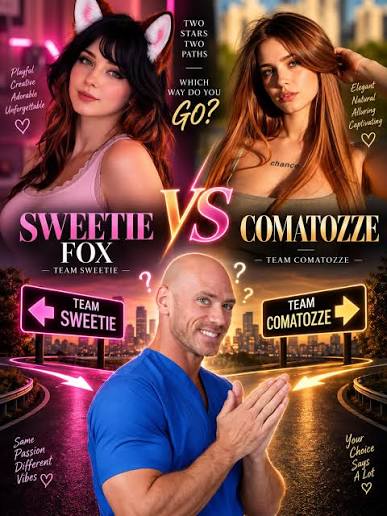 TWO
STARS
TWO
PATHS
WHICH
WAY DO YOU
GO?
Playful
Creative
Adorable
Unforgettable
Elegant
Natural
Alluring
Captivating
chance
SWEETIE
FOX
— TEAM SWEETIE —
VS
COMATOZZE
— TEAM COMATOZZE —
? ?
? ?
TEAM
SWEETIE
TEAM
COMATOZZE
Same
Passion
Different
Vibes
Your
Choice
Says
A Lot